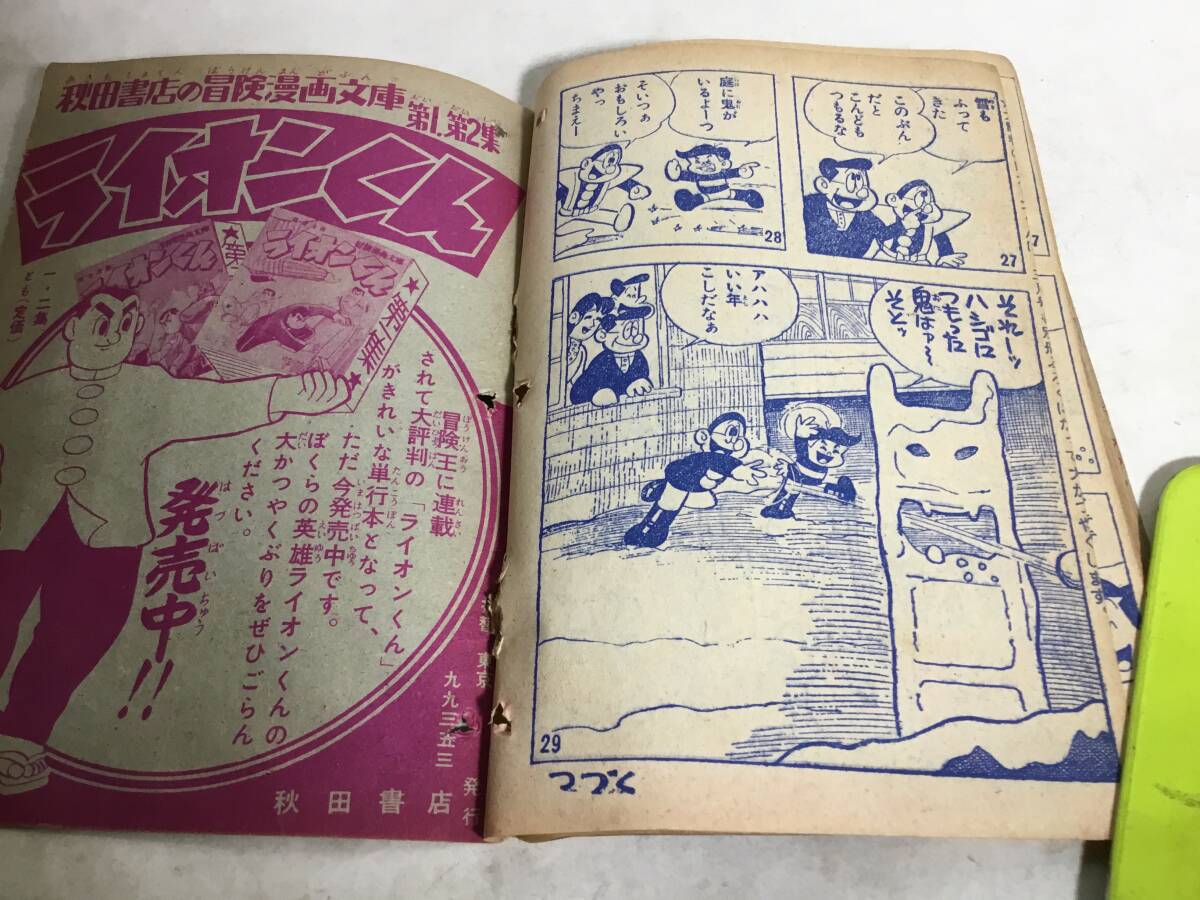 秋田書店の冒険漫画文庫
第1、第2集
ライオンくん
ライオンくん
ライオンくん
一・二集
ども(定価)
冒険王に連載
されて大評判の「ライオンくん」
がきれいな単行本となって、
ただ今発売中です。
ぼくらの英雄ライオンくんの
大かつやくぶりをぜひごらん
ください。
発売中!!
東京
九九三五三
秋田書店
発行
雪も
ふって
きた
このぶん
だと
こんども
つもるな
27
庭に鬼が
いるよーっ
そいつぁ
おもしろい
やっ
ちまえー
28
それーッ
ハシゴに
つもった
鬼はァ〜
そとッ
アハハハ
いい年
こしだなぁ
29
つづく